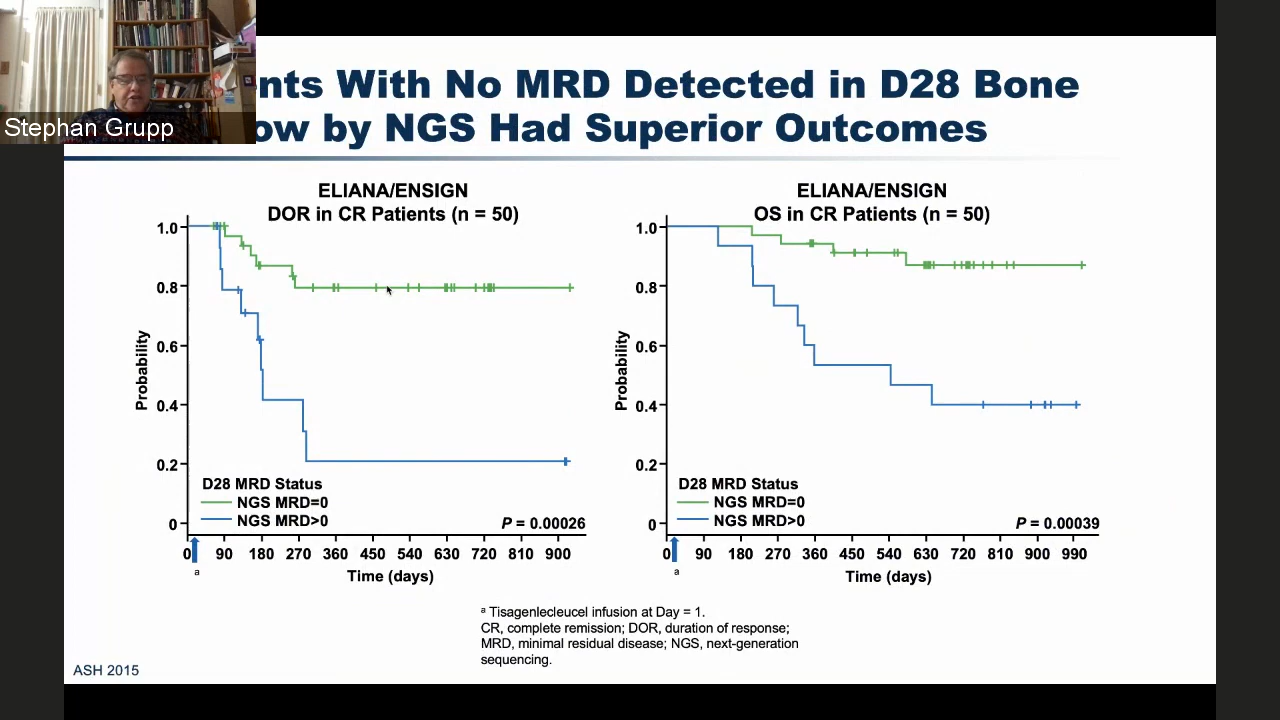 nts With No MRD Detected in D28 Bone
Stephan Grupp
ow by NGS Had Superior Outcomes
ELIANA/ENSIGN
DOR in CR Patients (n = 50)
1.0
0.8
0.6
0.4
0.2
0
Probability
D28 MRD Status
NGS MRD=0
NGS MRD>0
P = 0.00026
0 90 180 270 360 450 540 630 720 810 900
a
Time (days)
ELIANA/ENSIGN
OS in CR Patients (n = 50)
1.0
0.8
0.6
0.4
0.2
0
Probability
D28 MRD Status
NGS MRD=0
NGS MRD>0
P = 0.00039
0 90 180 270 360 450 540 630 720 810 900 990
a
Time (days)
a Tisagenlecleucel infusion at Day = 1.
CR, complete remission; DOR, duration of response;
MRD, minimal residual disease; NGS, next-generation
sequencing.
ASH 2015